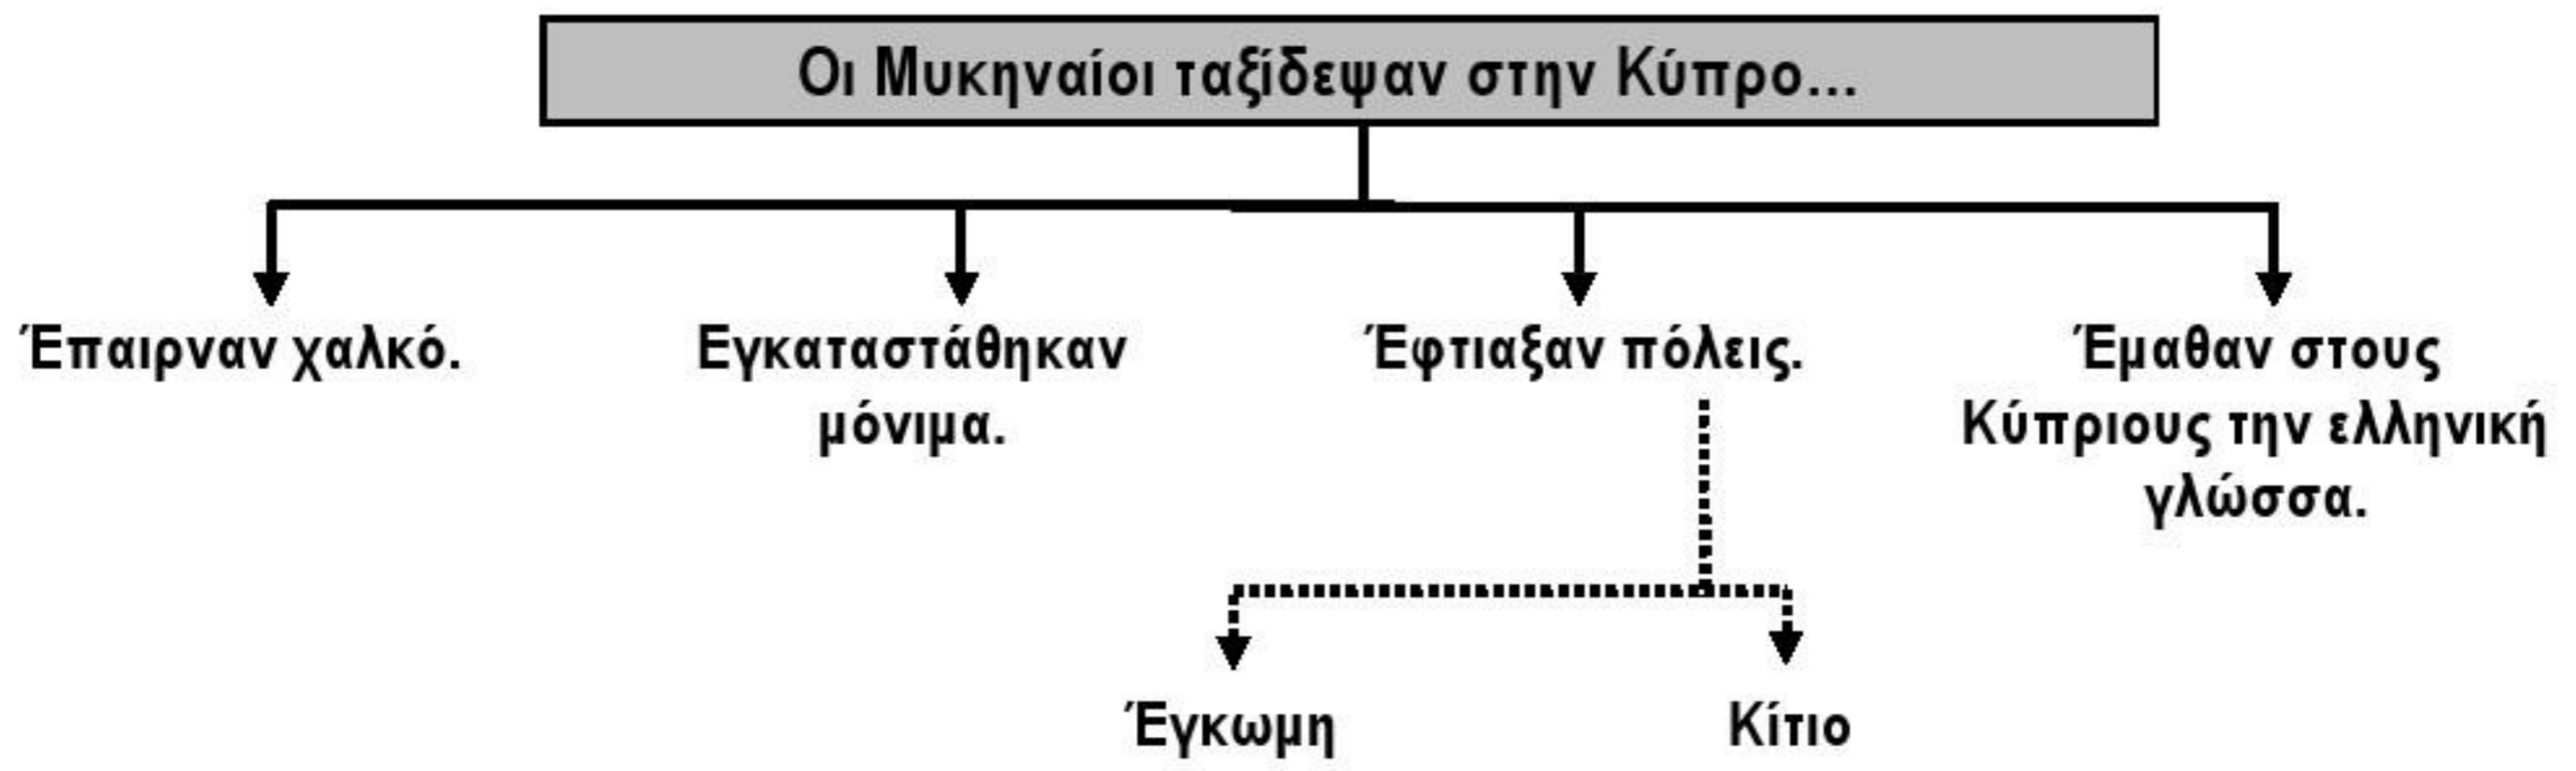 Οι Μυκηναίοι ταξίδεψαν στην Κύπρο...
Έπαιρναν χαλκό.
Εγκαταστάθηκαν
μόνιμα.
Έφτιαξαν πόλεις.
Έμαθαν στους
Κύπριους την ελληνική
γλώσσα.
Έγκωμη
Κίτιο